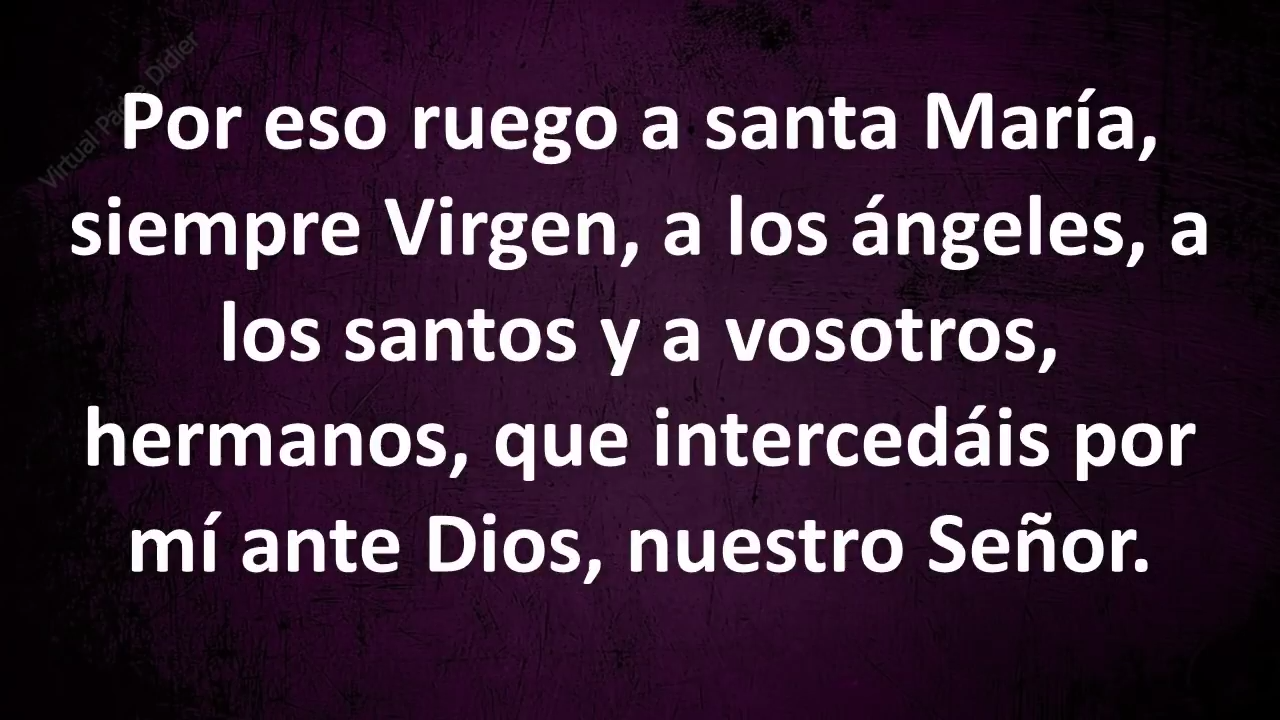 Virtual Padre Didier
Por eso ruego a santa María,
siempre Virgen, a los ángeles, a
los santos y a vosotros,
hermanos, que intercedáis por
mí ante Dios, nuestro Señor.